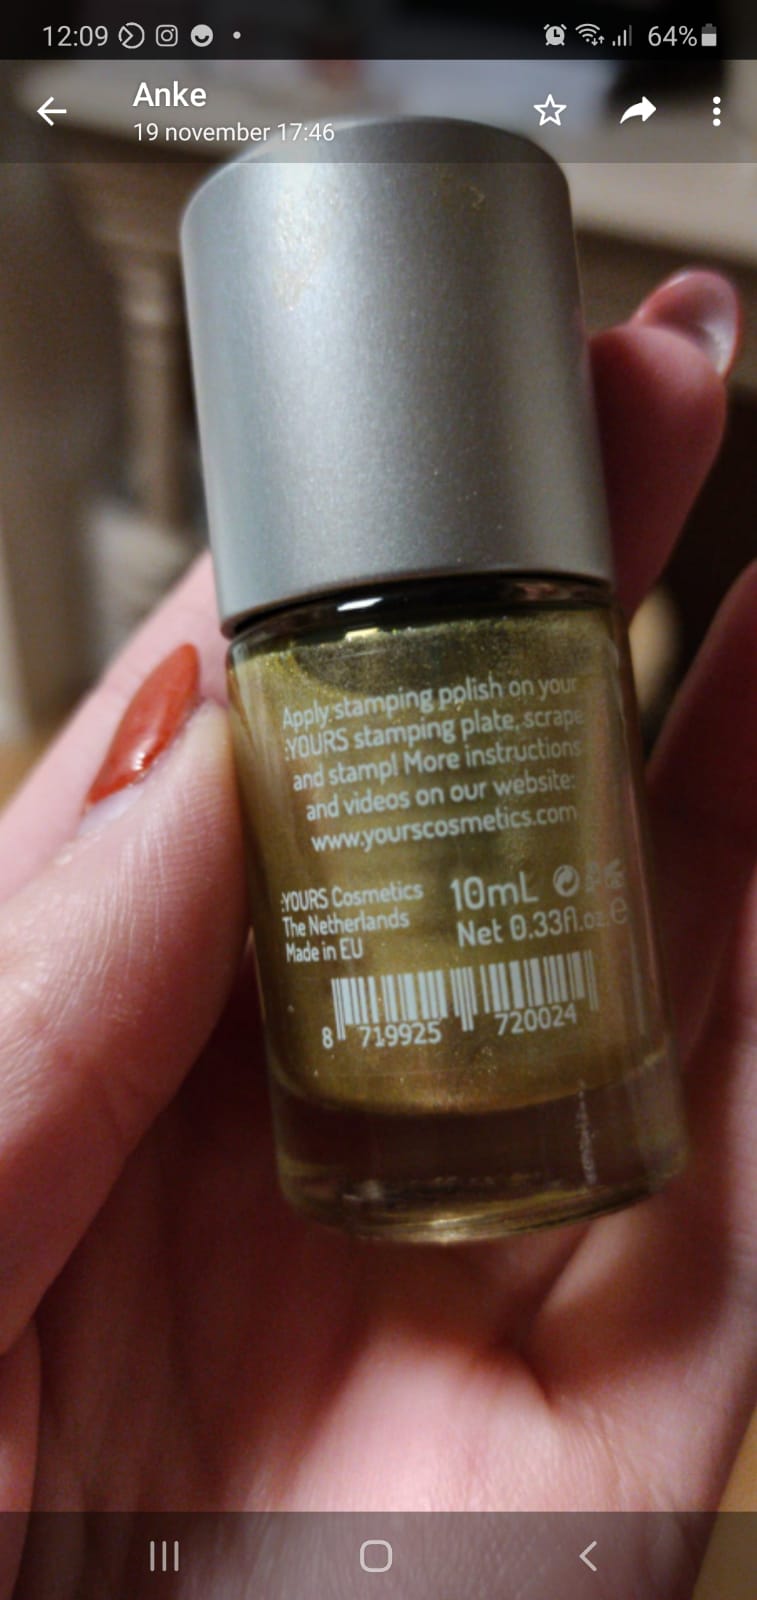 12:09
64%
Anke
19 november 17:46
Apply stamping polish on your
:YOURS stamping plate, scrape
and stamp! More instructions
and videos on our website:
www.yourscosmetics.com
:YOURS Cosmetics
The Netherlands
Made in EU
10mL
Net 0.33fl.oz. e
8 719925 720024